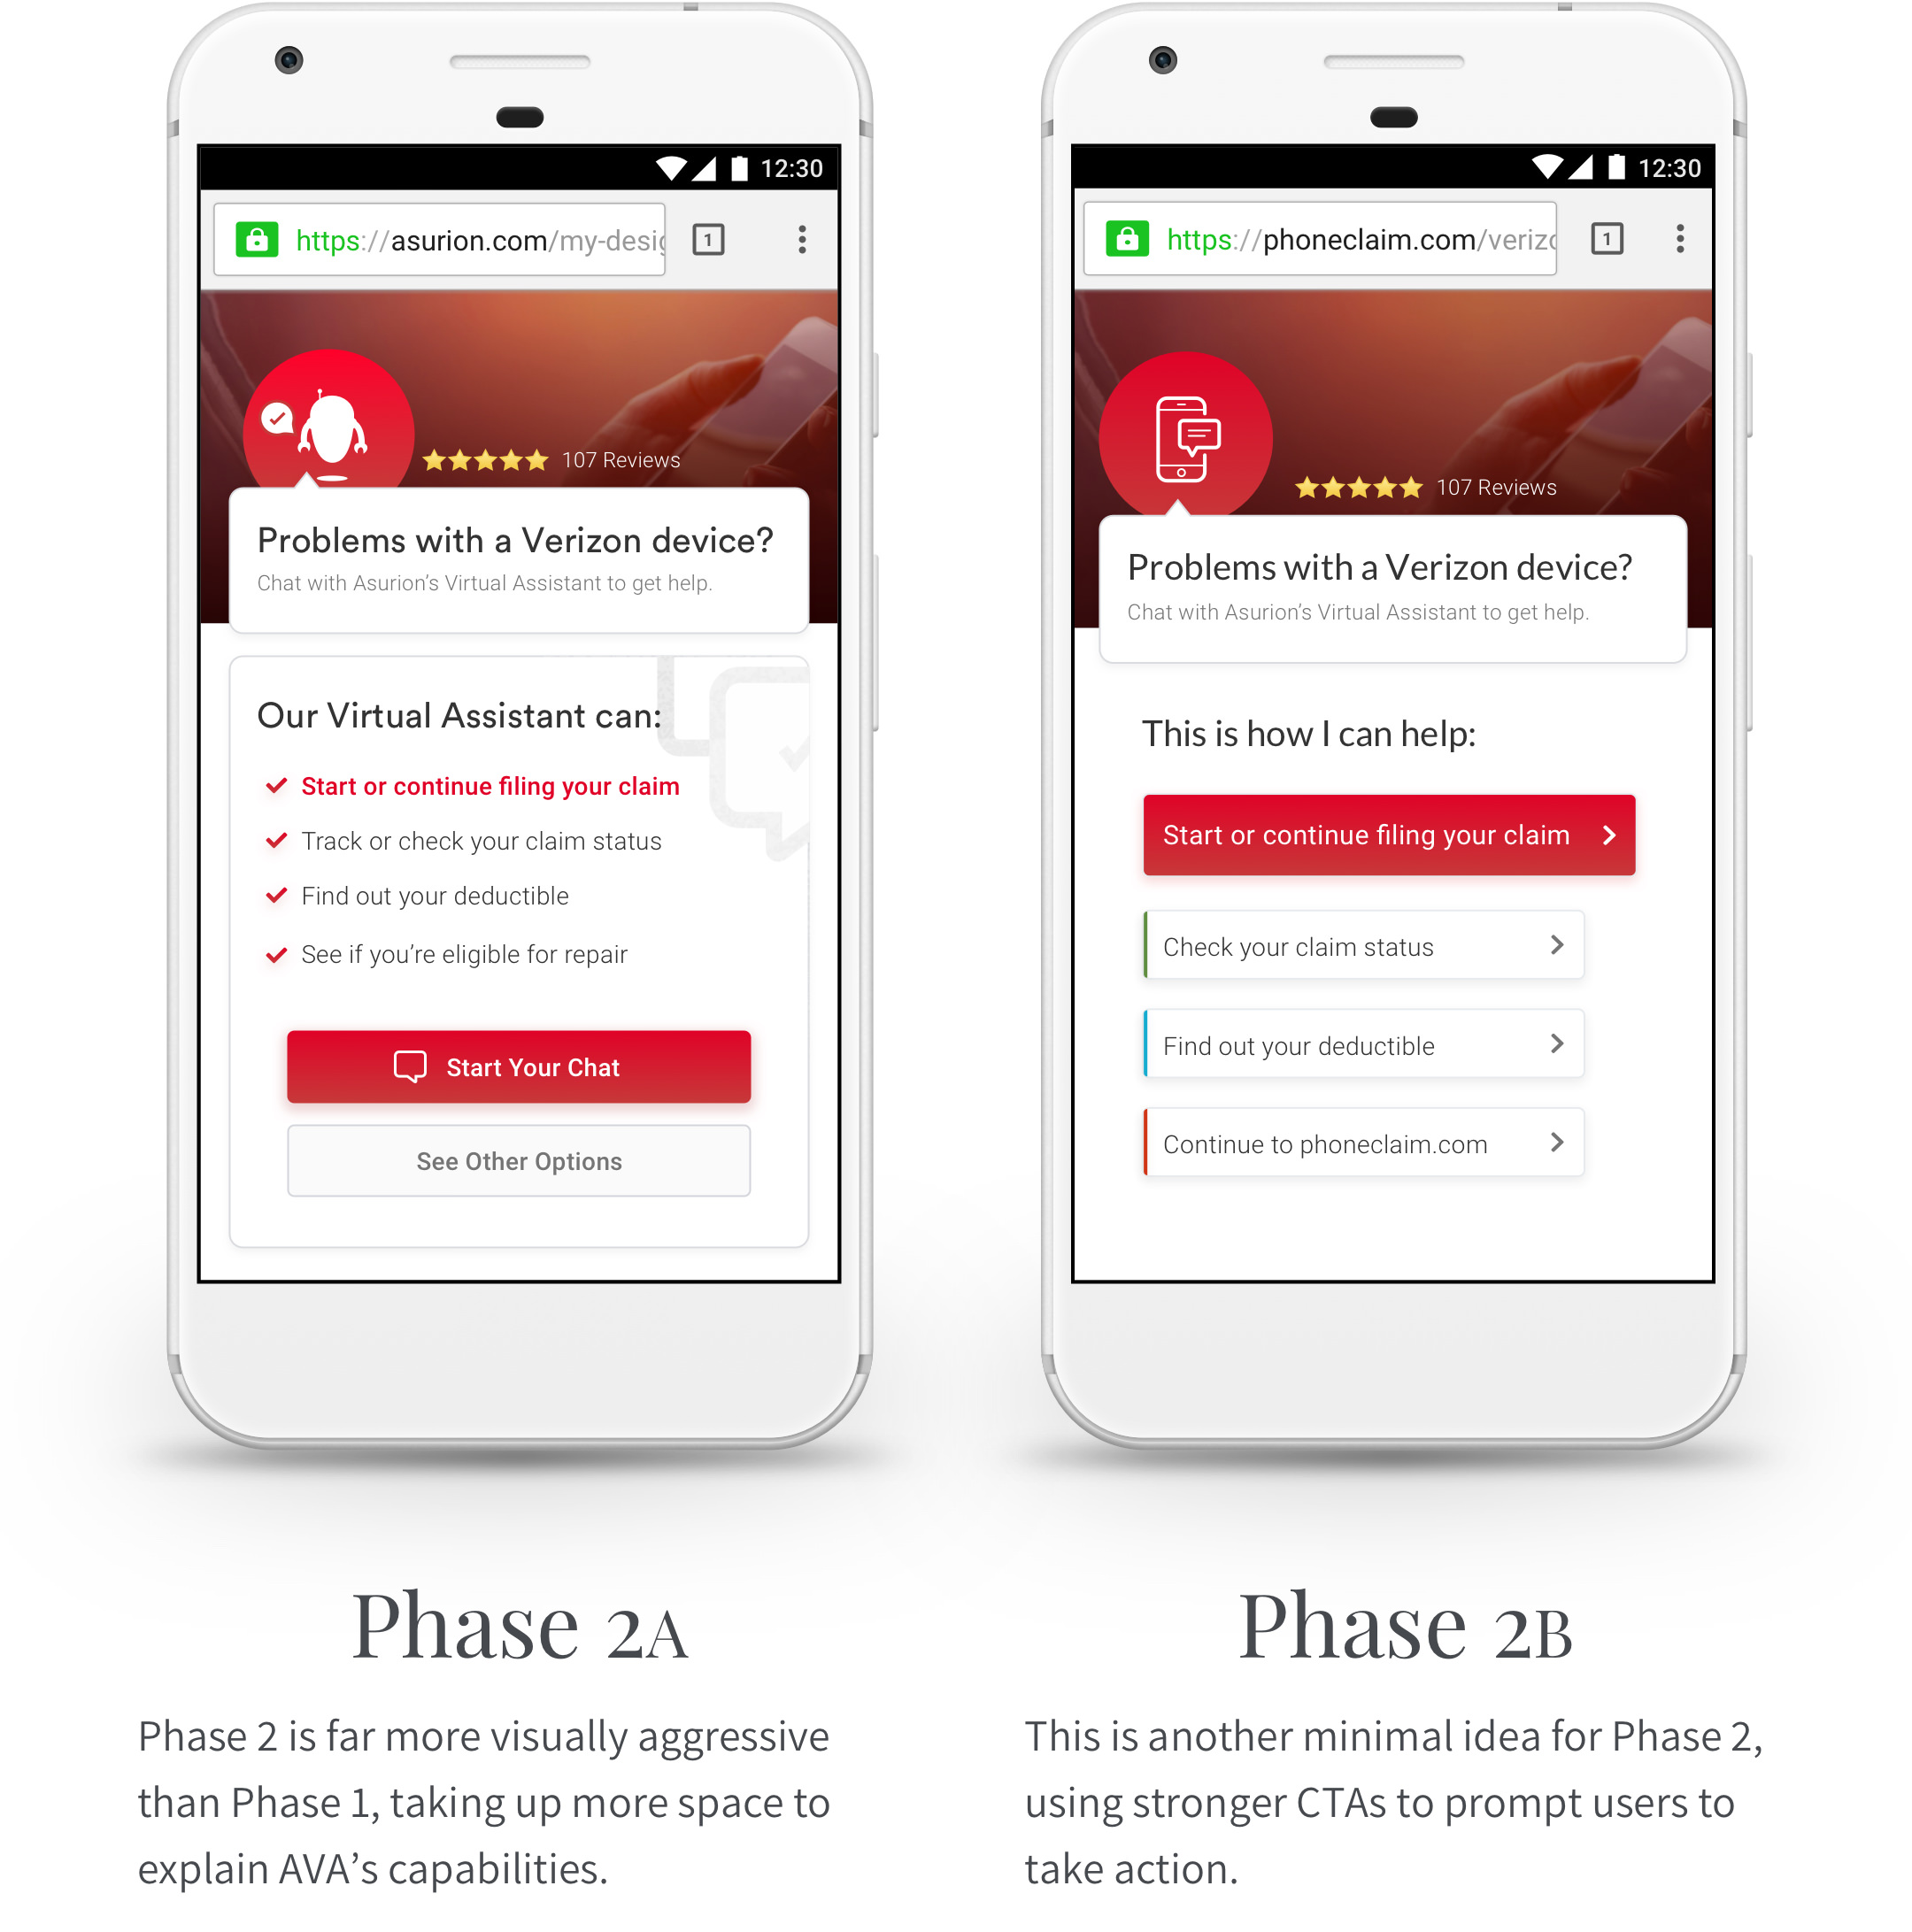 12:30
https://asurion.com/my-desig
1
107 Reviews
Problems with a Verizon device?
Chat with Asurion’s Virtual Assistant to get help.
Our Virtual Assistant can:
Start or continue filing your claim
Track or check your claim status
Find out your deductible
See if you’re eligible for repair
Start Your Chat
See Other Options
12:30
https://phoneclaim.com/verizo
1
107 Reviews
Problems with a Verizon device?
Chat with Asurion’s Virtual Assistant to get help.
This is how I can help:
Start or continue filing your claim
Check your claim status
Find out your deductible
Continue to phoneclaim.com
Phase 2A
Phase 2 is far more visually aggressive
than Phase 1, taking up more space to
explain AVA’s capabilities.
Phase 2B
This is another minimal idea for Phase 2,
using stronger CTAs to prompt users to
take action.